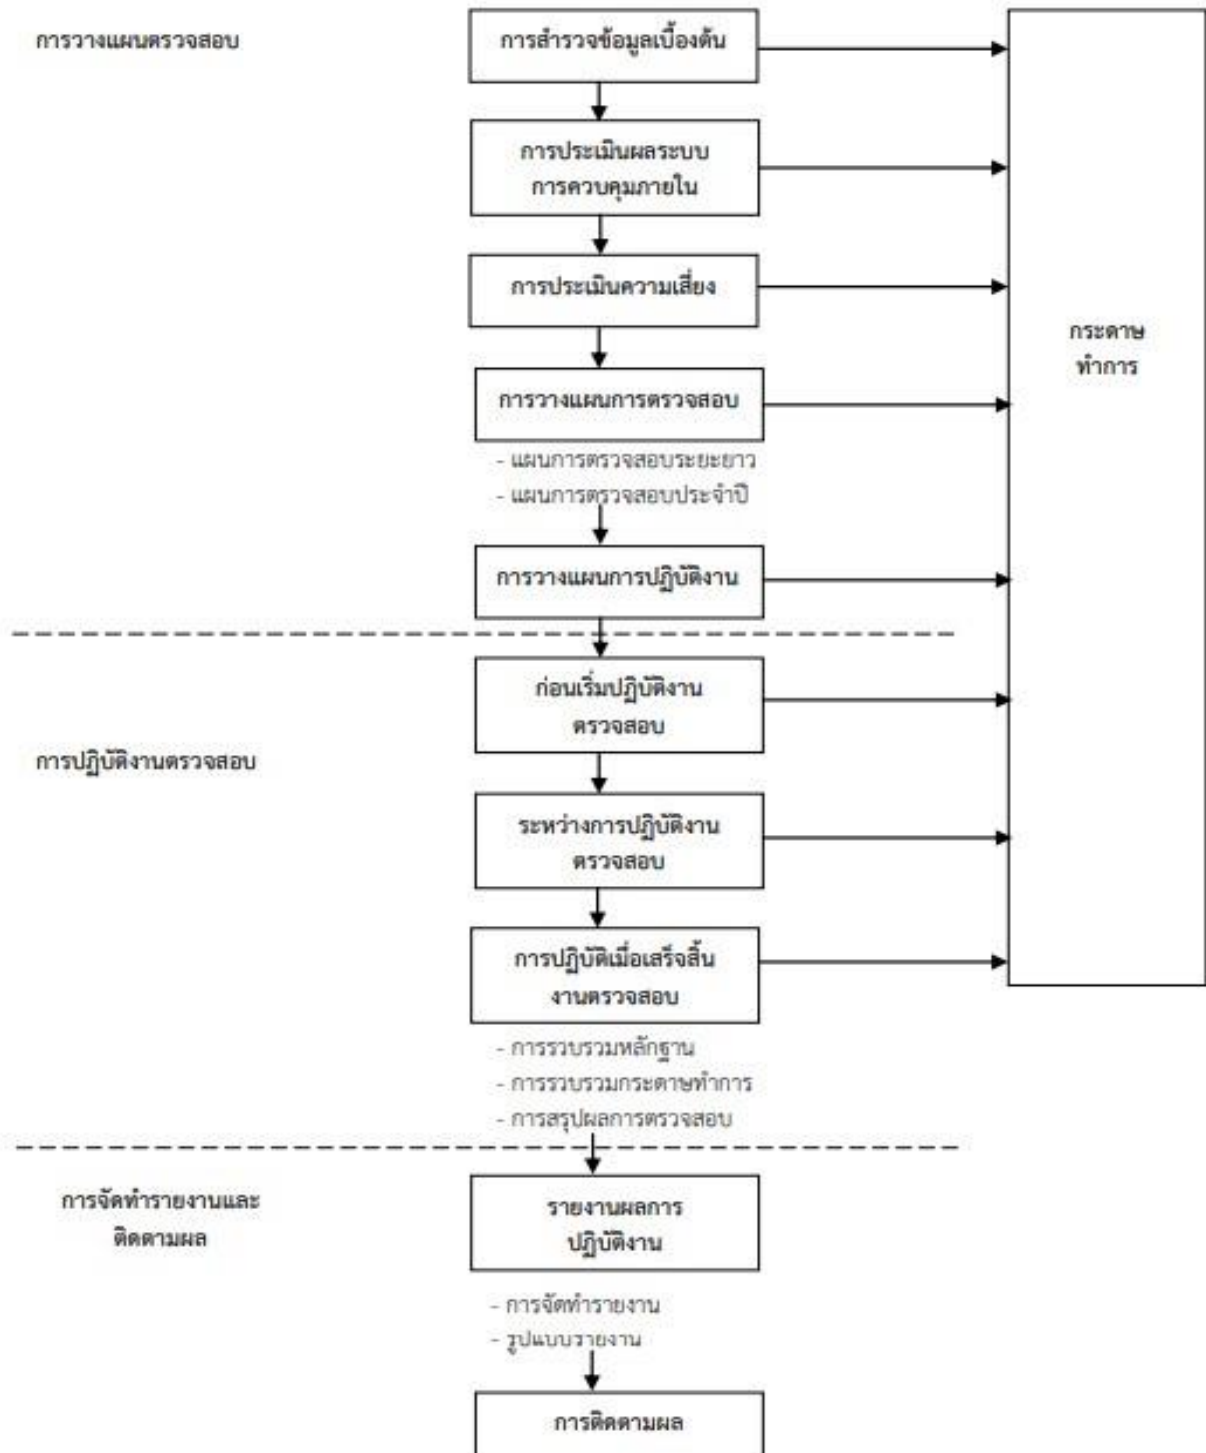 การวางแผนตรวจสอบ
การสำรวจข้อมูลเบื้องต้น
การประเมินผลระบบ
การควบคุมภายใน
การประเมินความเสี่ยง
กระดาษ
ทำการ
การวางแผนการตรวจสอบ
- แผนการตรวจสอบระยะยาว
- แผนการตรวจสอบประจำปี
การวางแผนการปฏิบัติงาน
ก่อนเริ่มปฏิบัติงาน
ตรวจสอบ
การปฏิบัติงานตรวจสอบ
ระหว่างการปฏิบัติงาน
ตรวจสอบ
การปฏิบัติเมื่อเสร็จสิ้น
งานตรวจสอบ
- การรวบรวมหลักฐาน
- การรวบรวมกระดาษทำการ
- การสรุปผลการตรวจสอบ
การจัดทำรายงานและ
ติดตามผล
รายงานผลการ
ปฏิบัติงาน
- การจัดทำรายงาน
- รูปแบบรายงาน
การติดตามผล